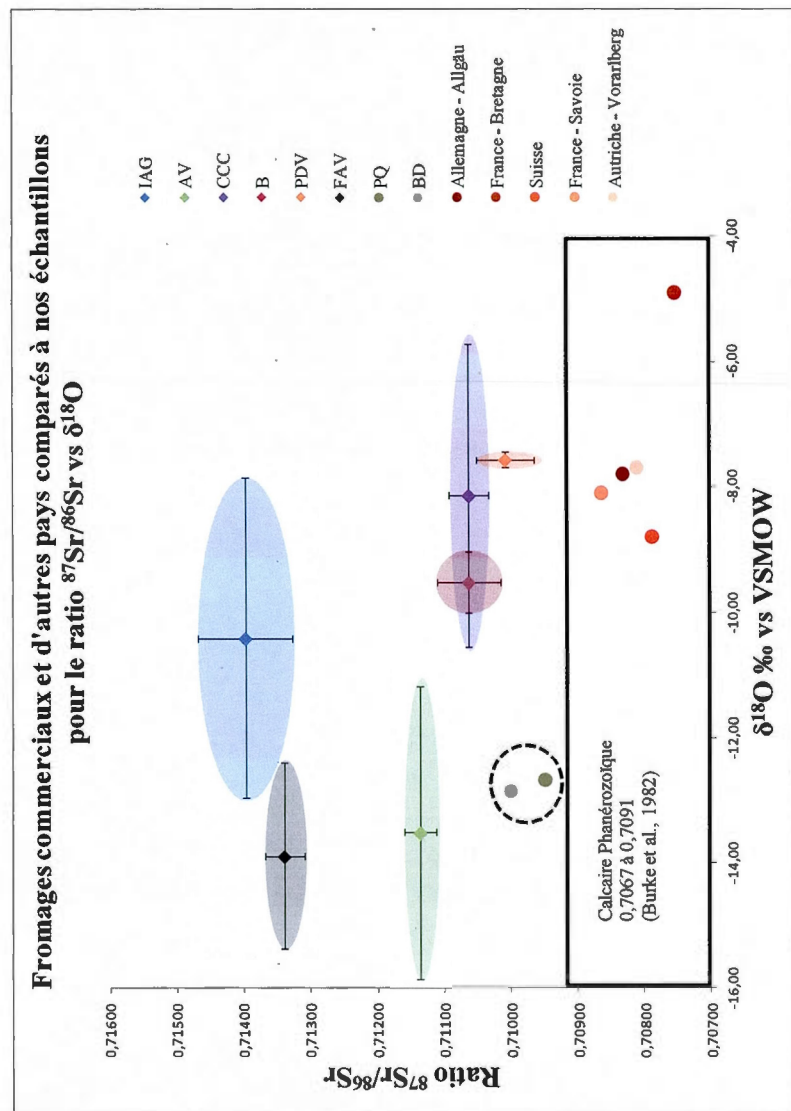 Fromages commerciaux et d'autres pays comparés à nos échantillons
pour le ratio ⁸⁷Sr/⁸⁶Sr vs δ¹⁸O
Ratio ⁸⁷Sr/⁸⁶Sr
0,71600
0,71500
0,71400
0,71300
0,71200
0,71100
0,71000
0,70900
0,70800
0,70700
Calcaire Phanérozoïque
0,7067 à 0,7091
(Burke et al., 1982)
-16,00
-14,00
-12,00
-10,00
-8,00
-6,00
-4,00
δ¹⁸O ‰ vs VSMOW
IAG
AV
CCC
B
PDV
FAV
PQ
BD
Allemagne - Allgäu
France - Bretagne
Suisse
France - Savoie
Autriche - Vorarlberg